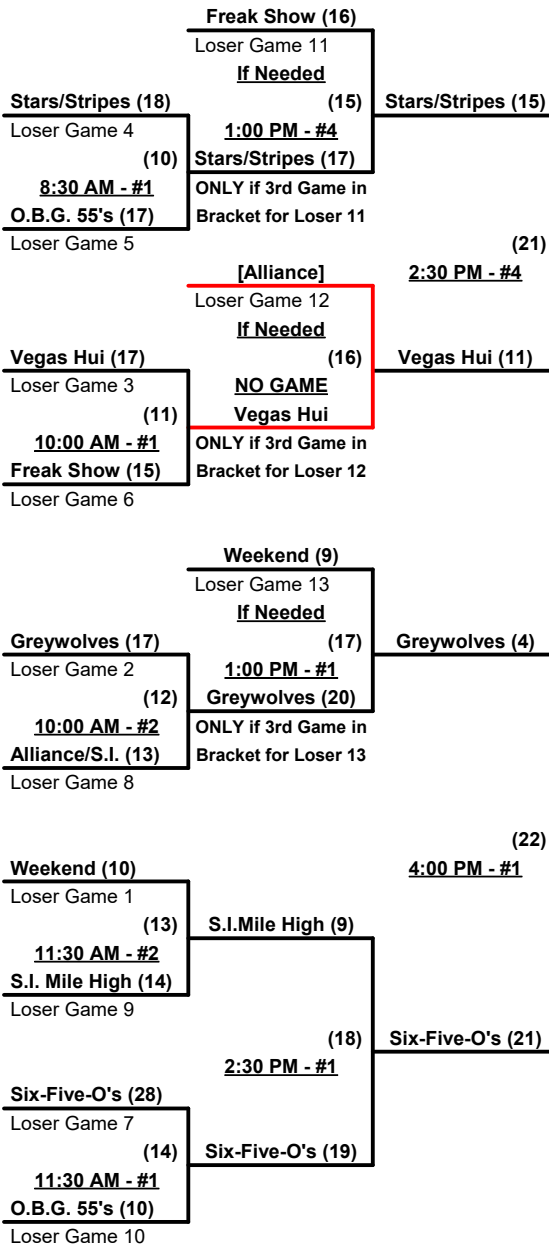 Freak Show (16)
Loser Game 11
If Needed
Stars/Stripes (18)
(15)
Stars/Stripes (15)
Loser Game 4
1:00 PM - #4
(10)
Stars/Stripes (17)
8:30 AM - #1
ONLY if 3rd Game in
O.B.G. 55's (17)
Bracket for Loser 11
Loser Game 5
(21)
[Alliance]
2:30 PM - #4
Loser Game 12
If Needed
Vegas Hui (17)
(16)
Vegas Hui (11)
Loser Game 3
NO GAME
(11)
Vegas Hui
10:00 AM - #1
ONLY if 3rd Game in
Freak Show (15)
Bracket for Loser 12
Loser Game 6
Weekend (9)
Loser Game 13
If Needed
Greywolves (17)
(17)
Greywolves (4)
Loser Game 2
1:00 PM - #1
(12)
Greywolves (20)
10:00 AM - #2
ONLY if 3rd Game in
Alliance/S.I. (13)
Bracket for Loser 13
Loser Game 8
(22)
Weekend (10)
4:00 PM - #1
Loser Game 1
(13)
S.I.Mile High (9)
11:30 AM - #2
S.I. Mile High (14)
Loser Game 9
(18)
Six-Five-O's (21)
2:30 PM - #1
Six-Five-O's (28)
Loser Game 7
(14)
Six-Five-O's (19)
11:30 AM - #1
O.B.G. 55's (10)
Loser Game 10